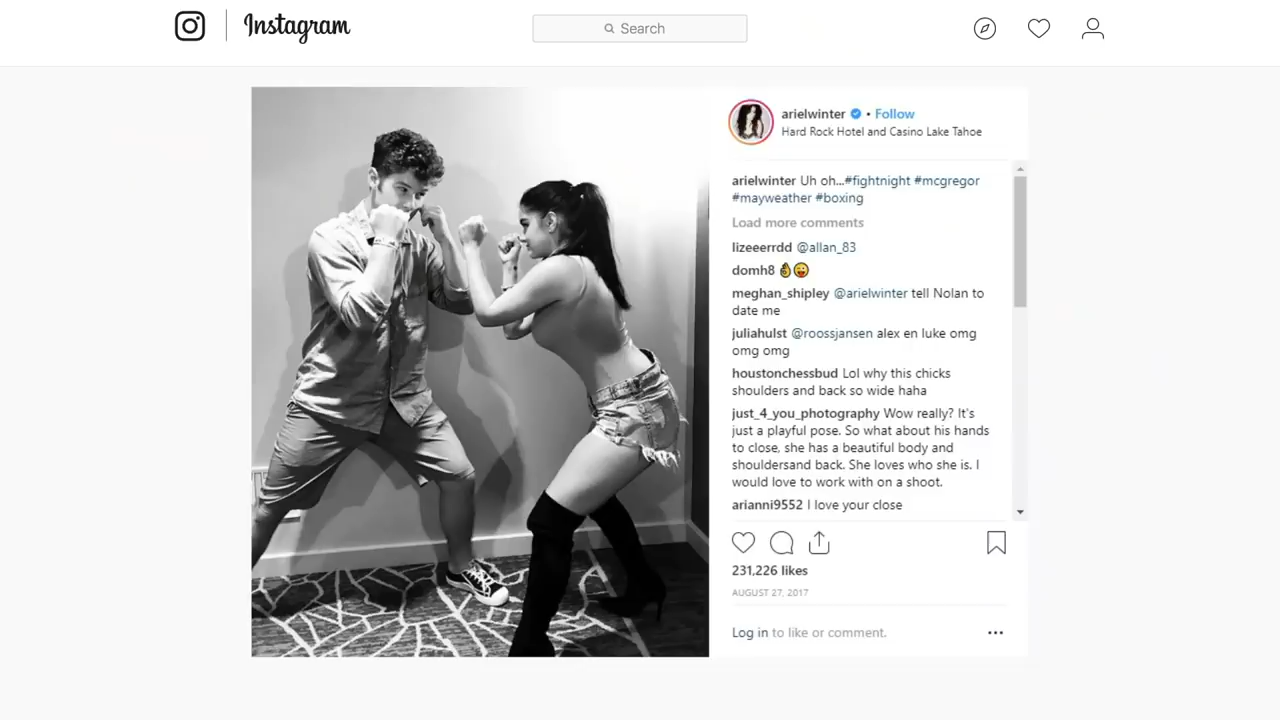 Instagram
Search
arielwinter • Follow
Hard Rock Hotel and Casino Lake Tahoe
arielwinter Uh oh...#fightnight #mcgregor
#mayweather #boxing
Load more comments
lizeeerrdd @allan_83
domh8 👌😜
meghan_shipley @arielwinter tell Nolan to
date me
juliahulst @roossjansen alex en luke omg
omg omg
houstonchessbud Lol why this chicks
shoulders and back so wide haha
just_4_you_photography Wow really? It's
just a playful pose. So what about his hands
to close, she has a beautiful body and
shouldersand back. She loves who she is. I
would love to work with on a shoot.
arianni9552 I love your close
231,226 likes
AUGUST 27, 2017
Log in to like or comment.